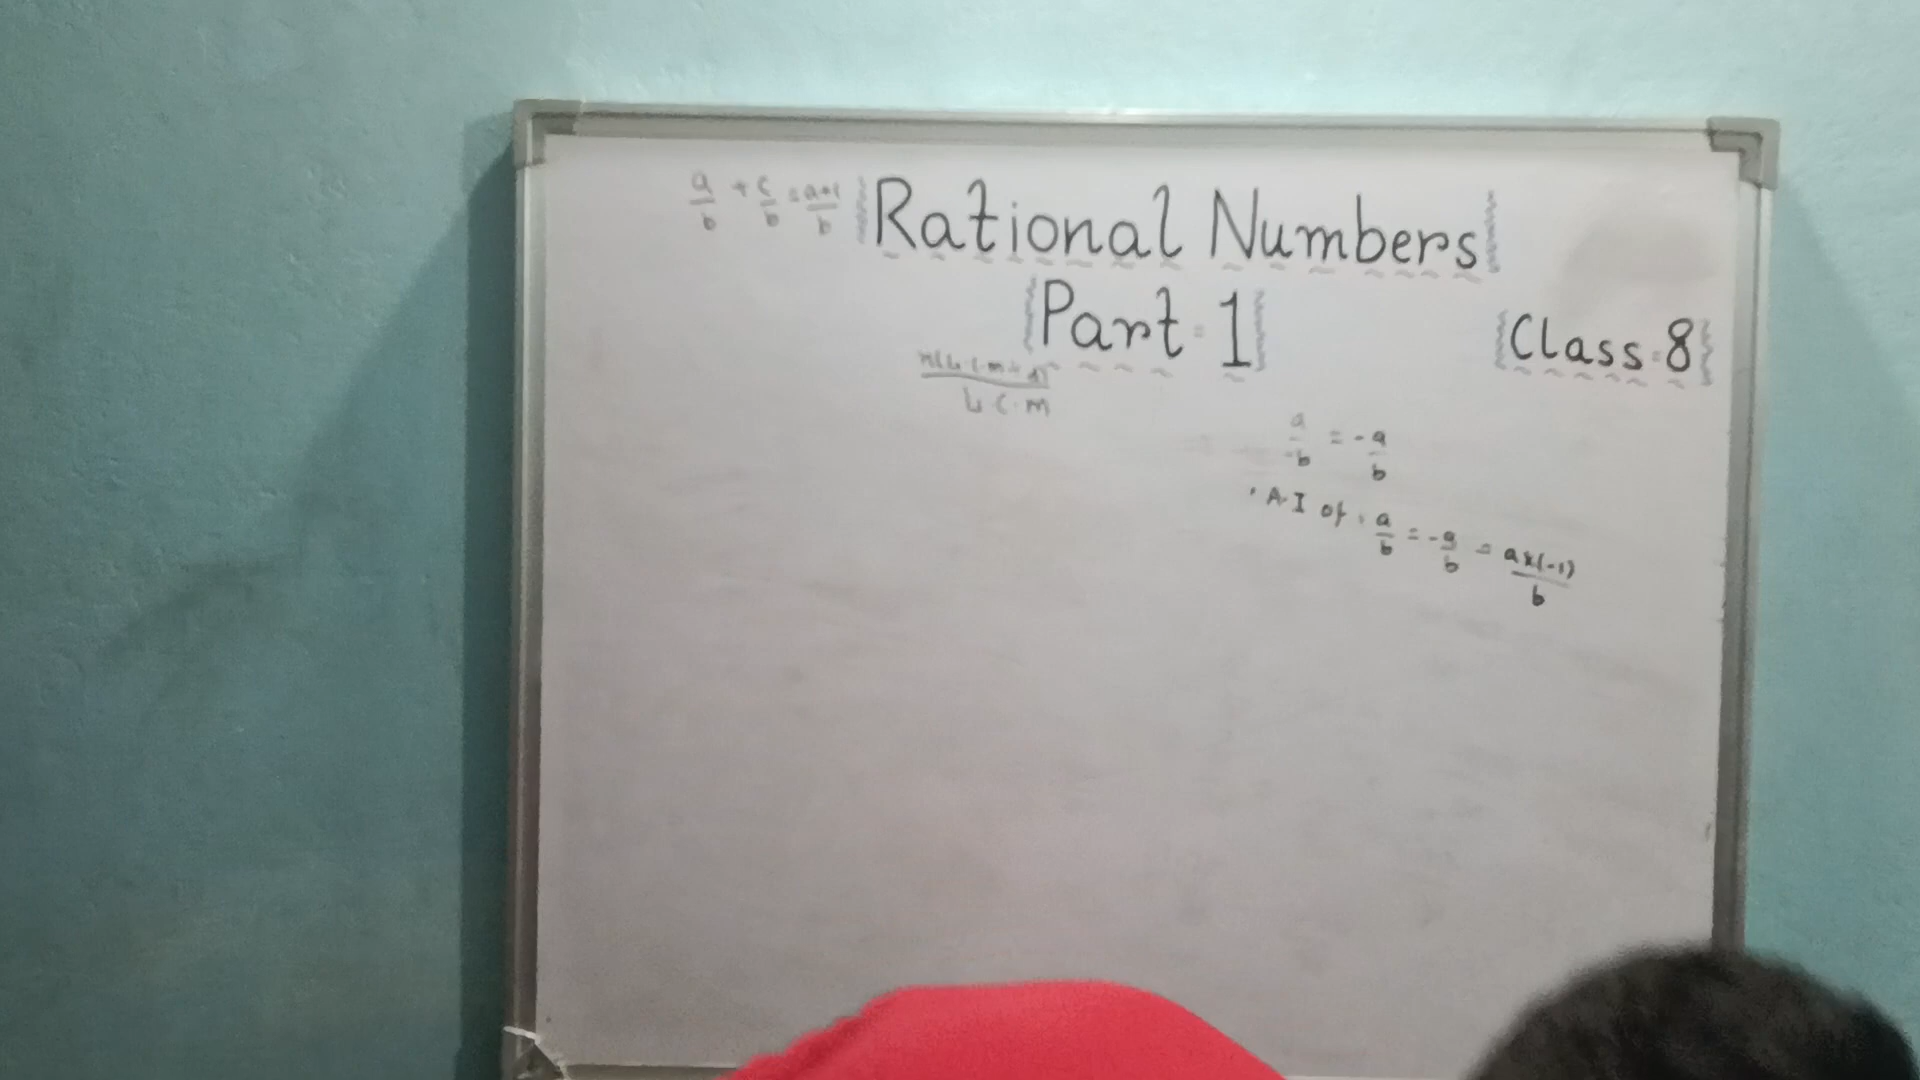 a/b + c/b = a+c/b
Rational Numbers
Part-1
Class-8
L.C.M
a/-b = -a/b
A.I of a/b = -a/b = a×(-1)/b